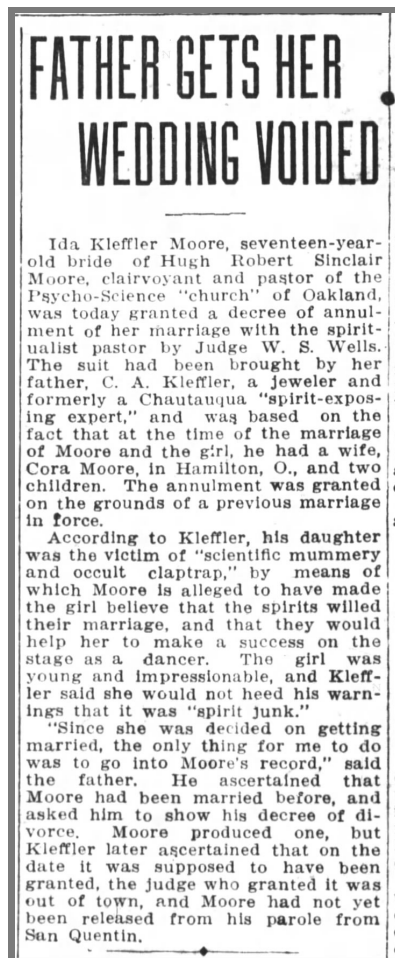 FATHER GETS HER
WEDDING VOIDED
Ida Kleffler Moore, seventeen-year-
old bride of Hugh Robert Sinclair
Moore, clairvoyant and pastor of the
Psycho-Science "church" of Oakland,
was today granted a decree of annul-
ment of her marriage with the spirit-
ualist pastor by Judge W. S. Wells.
The suit had been brought by her
father, C. A. Kleffler, a jeweler and
formerly a Chautauqua "spirit-expos-
ing expert," and was based on the
fact that at the time of the marriage
of Moore and the girl, he had a wife,
Cora Moore, in Hamilton, O., and two
children. The annulment was granted
on the grounds of a previous marriage
in force.
According to Kleffler, his daughter
was the victim of "scientific mummery
and occult claptrap," by means of
which Moore is alleged to have made
the girl believe that the spirits willed
their marriage, and that they would
help her to make a success on the
stage as a dancer. The girl was
young and impressionable, and Kleff-
ler said she would not heed his warn-
ings that it was "spirit junk."
"Since she was decided on getting
married, the only thing for me to do
was to go into Moore's record," said
the father. He ascertained that
Moore had been married before, and
asked him to show his decree of di-
vorce. Moore produced one, but
Kleffler later ascertained that on the
date it was supposed to have been
granted, the judge who granted it was
out of town, and Moore had not yet
been released from his parole from
San Quentin.